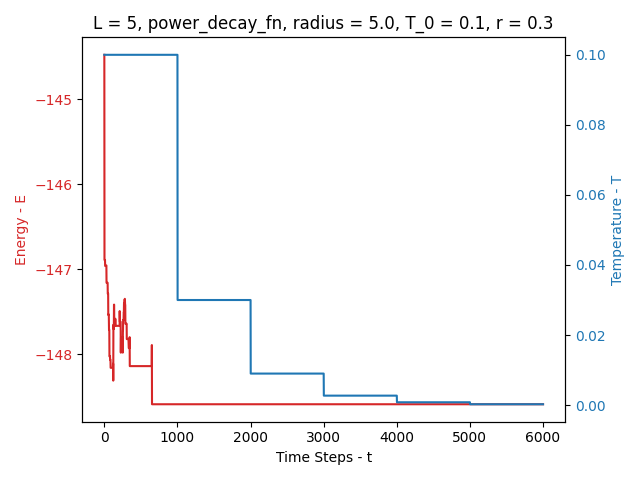 L = 5, power_decay_fn, radius = 5.0, T_0 = 0.1, r = 0.3
Energy - E
−145
−146
−147
−148
0.10
0.08
0.06
0.04
0.02
0.00
Temperature - T
0 1000 2000 3000 4000 5000 6000
Time Steps - t